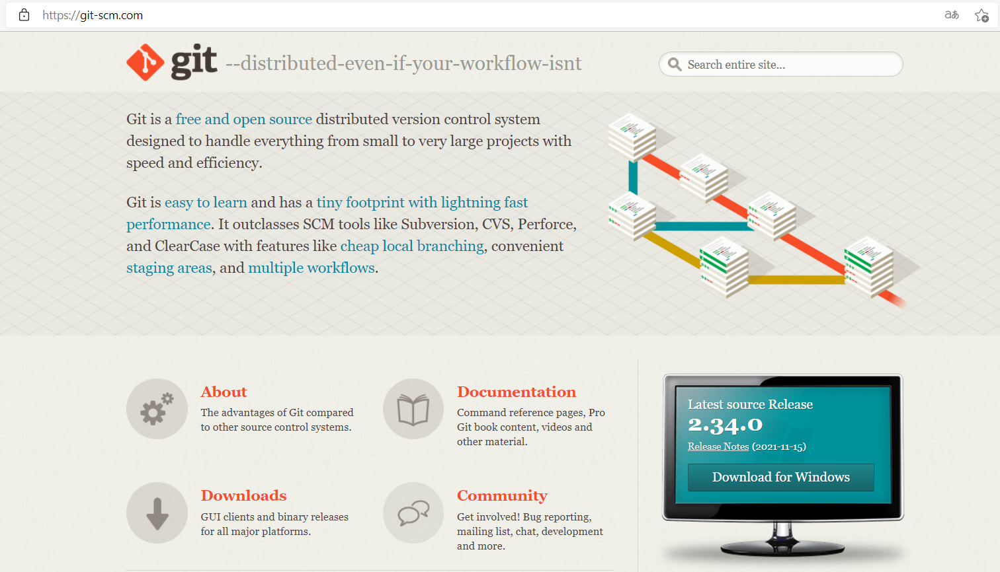 https://git-scm.com
aあ
git --distributed-even-if-your-workflow-isnt
Search entire site...
Git is a free and open source distributed version control system
designed to handle everything from small to very large projects with
speed and efficiency.
Git is easy to learn and has a tiny footprint with lightning fast
performance. It outclasses SCM tools like Subversion, CVS, Perforce,
and ClearCase with features like cheap local branching, convenient
staging areas, and multiple workflows.
About
The advantages of Git compared
to other source control systems.
Documentation
Command reference pages, Pro
Git book content, videos and
other material.
Downloads
GUI clients and binary releases
for all major platforms.
Community
Get involved! Bug reporting,
mailing list, chat, development
and more.
Latest source Release
2.34.0
Release Notes (2021-11-15)
Download for Windows